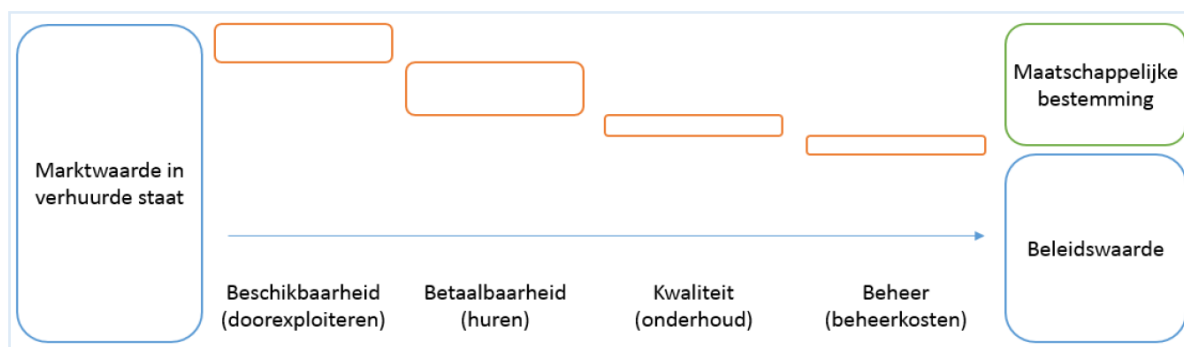 Marktwaarde in
verhuurde staat
Beschikbaarheid
(doorexploiteren)
Betaalbaarheid
(huren)
Kwaliteit
(onderhoud)
Beheer
(beheerkosten)
Maatschappelijke
bestemming
Beleidswaarde